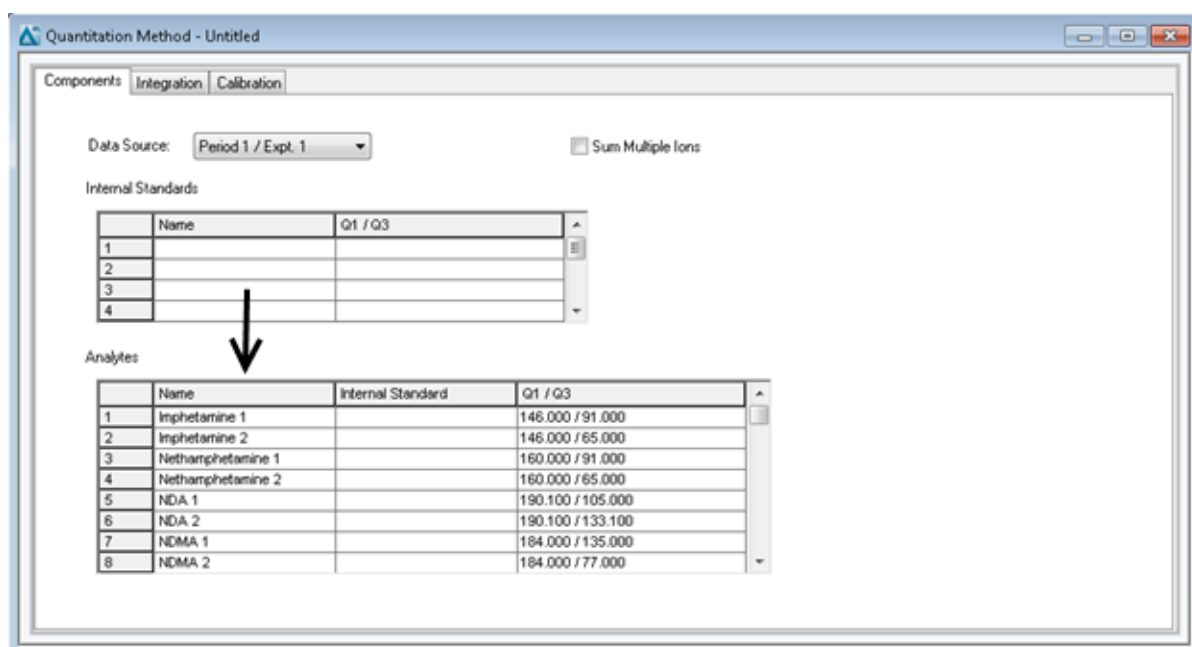 Quantitation Method - Untitled
Components Integration Calibration
Data Source: Period 1 / Expt. 1 Sum Multiple Ions
Internal Standards
Name Q1 / Q3
1
2
3
4
Analytes
Name Internal Standard Q1 / Q3
1 Imphetamine 1 146.000 / 91.000
2 Imphetamine 2 146.000 / 65.000
3 Nethamphetamine 1 160.000 / 91.000
4 Nethamphetamine 2 160.000 / 65.000
5 NDA 1 190.100 / 105.000
6 NDA 2 190.100 / 133.100
7 NDMA 1 184.000 / 135.000
8 NDMA 2 184.000 / 77.000